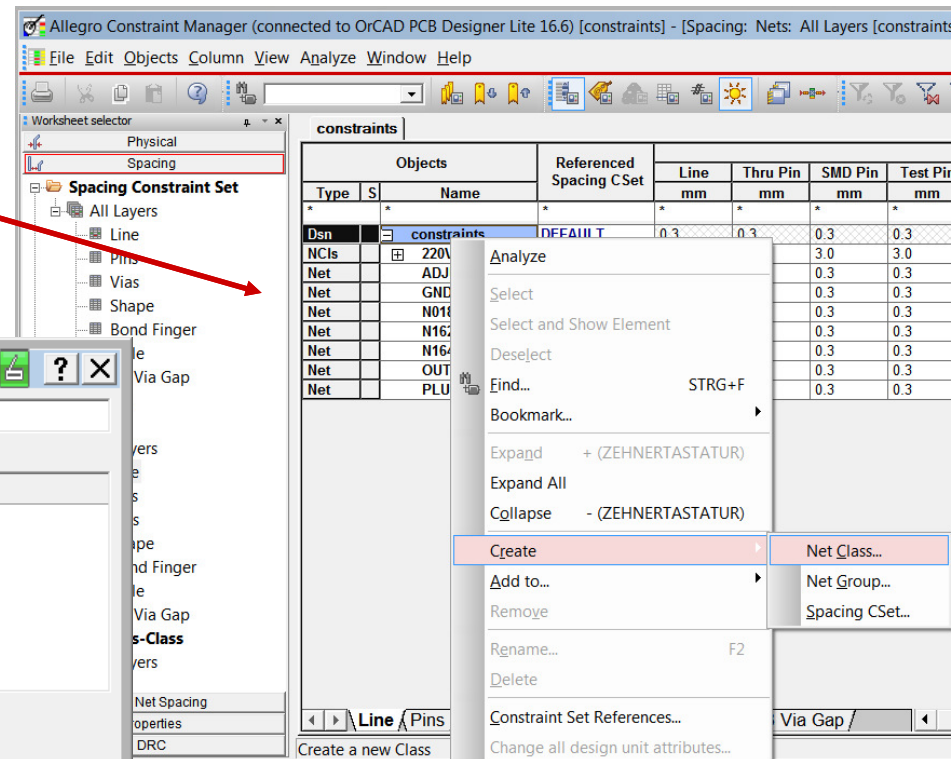 Allegro Constraint Manager (connected to OrCAD PCB Designer Lite 16.6) [constraints] - [Spacing: Nets: All Layers [constraints
File Edit Objects Column View Analyze Window Help
Worksheet selector
Physical
Spacing
Spacing Constraint Set
All Layers
Line
Pins
Vias
Shape
Bond Finger
le
Via Gap
yers
e
s
s
ape
nd Finger
le
Via Gap
s-Class
yers
Net Spacing
operties
DRC
constraints
Objects Referenced Spacing CSet Line Thru Pin SMD Pin Test Pin
Type S Name mm mm mm mm
* * * * * * *
Dsn constraints DEFAULT 0.3 0.3 0.3 0.3
NCls 220V 3.0 3.0
Net ADJ 0.3 0.3
Net GND 0.3 0.3
Net N018 0.3 0.3
Net N162 0.3 0.3
Net N164 0.3 0.3
Net OUT 0.3 0.3
Net PLU 0.3 0.3
Analyze
Select
Select and Show Element
Deselect
Find... STRG+F
Bookmark...
Expand + (ZEHNERTASTATUR)
Expand All
Collapse - (ZEHNERTASTATUR)
Create
Add to...
Remove
Rename... F2
Delete
Constraint Set References...
Change all design unit attributes...
Net Class...
Net Group...
Spacing CSet...
Line Pins Via Gap
Create a new Class